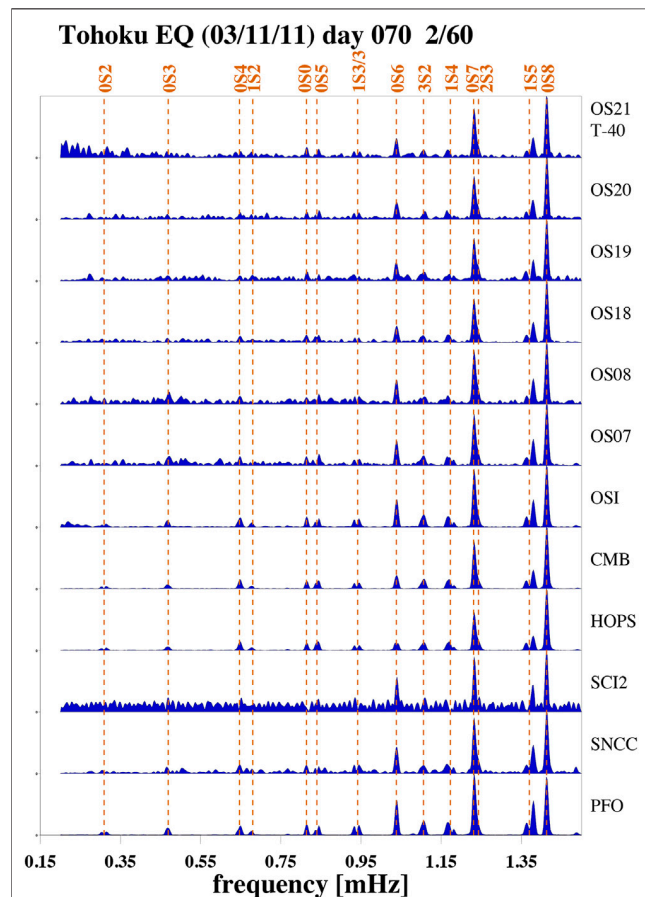 Tohoku EQ (03/11/11) day 070 2/60
0S2
0S3
0S4
1S2
0S0
0S5
1S3/3
0S6
3S2
1S4
0S7
2S3
1S5
0S8
OS21
T-40
OS20
OS19
OS18
OS08
OS07
OSI
CMB
HOPS
SCI2
SNCC
PFO
0.15 0.35 0.55 0.75 0.95 1.15 1.35
frequency [mHz]